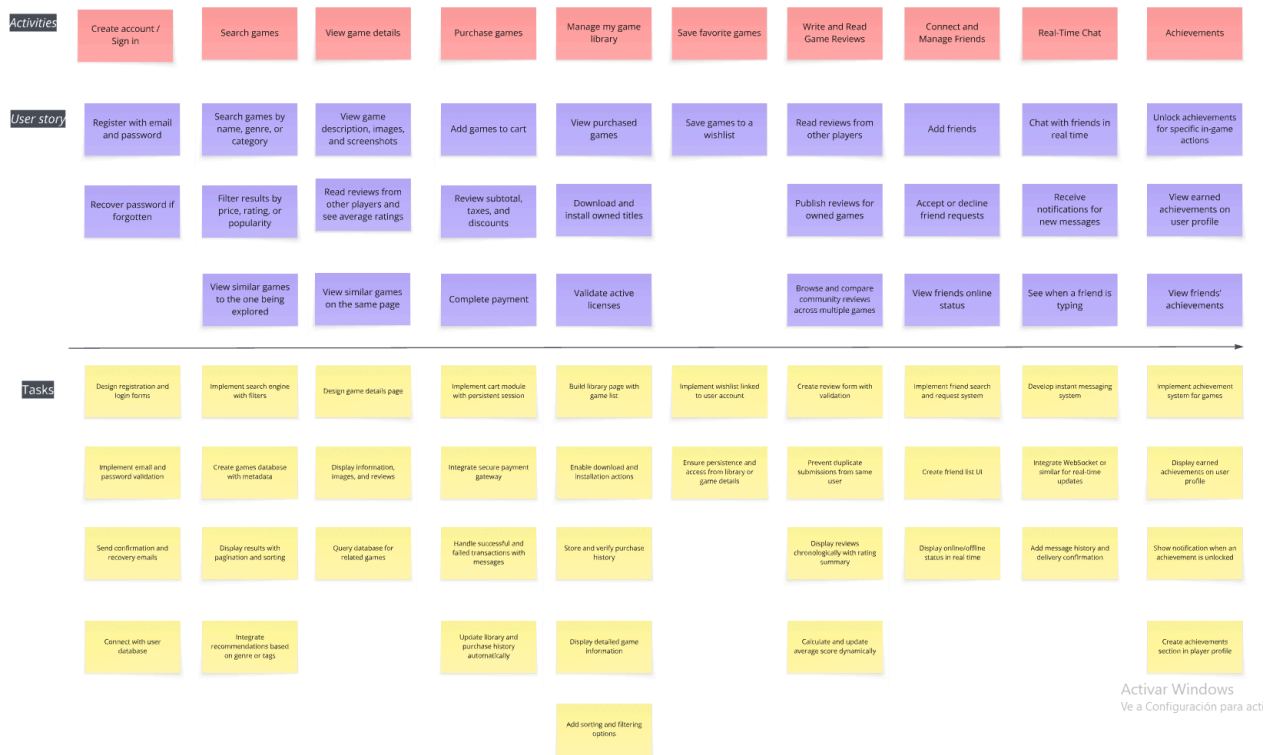 Activities
Create account /
Sign in
Search games
View game details
Purchase games
Manage my game
library
Save favorite games
Write and Read
Game Reviews
Connect and
Manage Friends
Real-Time Chat
Achievements
User story
Register with email
and password
Search games by
name, genre, or
category
View game
description, images,
and screenshots
Add games to cart
View purchased
games
Save games to a
wishlist
Read reviews from
other players
Add friends
Chat with friends in
real time
Unlock achievements
for specific in-game
actions
Recover password if
forgotten
Filter results by
price, rating, or
popularity
Read reviews from
other players and
see average ratings
Review subtotal,
taxes, and
discounts
Download and
install owned titles
Publish reviews for
owned games
Accept or decline
friend requests
Receive
notifications for
new messages
View earned
achievements on
user profile
View similar games
to the one being
explored
View similar games
on the same page
Complete payment
Validate active
licenses
Browse and compare
community reviews
across multiple games
View friends online
status
See when a friend is
typing
View friends'
achievements
Tasks
Design registration and
login forms
Implement search engine
with filters
Design game details page
Implement cart module
with persistent session
Build library page with
game list
Implement wishlist linked
to user account
Create review form with
validation
Implement friend search
and request system
Develop instant messaging
system
Implement achievement
system for games
Implement email and
password validation
Create games database
with metadata
Display information,
images, and reviews
Integrate secure payment
gateway
Enable download and
installation actions
Ensure persistence and
access from library or
game details
Prevent duplicate
submissions from same
user
Create friend list UI
Integrate WebSocket or
similar for real-time
updates
Display earned
achievements on user
profile
Send confirmation and
recovery emails
Display results with
pagination and sorting
Query database for
related games
Handle successful and
failed transactions with
messages
Store and verify purchase
history
Display reviews
chronologically with rating
summary
Display online/offline
status in real time
Add message history and
delivery confirmation
Show notification when an
achievement is unlocked
Connect with user
database
Integrate
recommendations based
on genre or tags
Update library and
purchase history
automatically
Display detailed game
information
Calculate and update
average score dynamically
Create achievements
section in player profile
Add sorting and filtering
options
Activar Windows
Ve a Configuración para acti